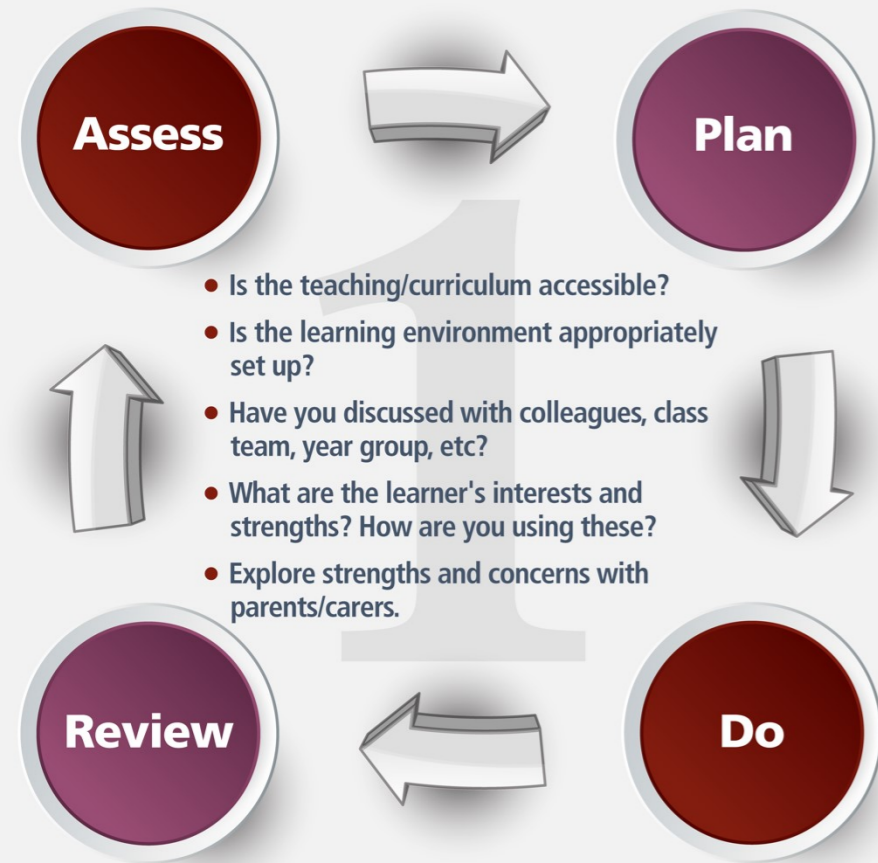 Assess
Plan
1
• Is the teaching/curriculum accessible?
• Is the learning environment appropriately
set up?
• Have you discussed with colleagues, class
team, year group, etc?
• What are the learner's interests and
strengths? How are you using these?
• Explore strengths and concerns with
parents/carers.
Review
Do